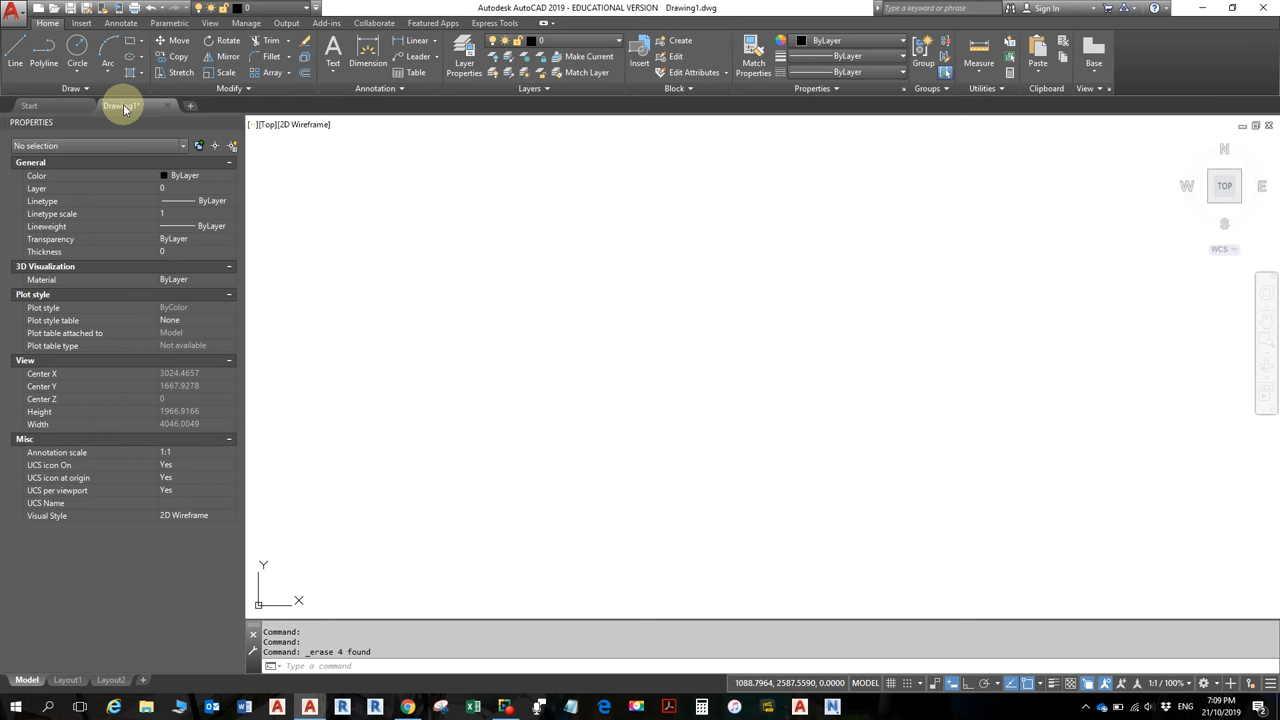 Autodesk AutoCAD 2019 - EDUCATIONAL VERSION Drawing1.dwg
Type a keyword or phrase
Sign In
0
Home Insert Annotate Parametric View Manage Output Add-ins Collaborate Featured Apps Express Tools
Line Polyline Circle Arc
Move Rotate Trim
Copy Mirror Fillet
Stretch Scale Array
Text Dimension
Linear
Leader
Table
Layer Properties
0
Make Current
Match Layer
Insert
Create
Edit
Edit Attributes
Match Properties
ByLayer
ByLayer
ByLayer
Group
Measure
Paste
Base
Draw Modify Annotation Layers Block Properties Groups Utilities Clipboard View
Start Drawing1*
PROPERTIES
[−][Top][2D Wireframe]
No selection
General
Color ByLayer
Layer 0
Linetype ByLayer
Linetype scale 1
Lineweight ByLayer
Transparency ByLayer
Thickness 0
3D Visualization
Material ByLayer
Plot style
Plot style ByColor
Plot style table None
Plot table attached to Model
Plot table type Not available
View
Center X 3024.4657
Center Y 1667.9278
Center Z 0
Height 1966.9166
Width 4046.0049
Misc
Annotation scale 1:1
UCS icon On Yes
UCS icon at origin Yes
UCS per viewport Yes
UCS Name
Visual Style 2D Wireframe
N
W TOP E
S
WCS
Y
X
Command:
Command:
Command: _erase 4 found
Type a command
Model Layout1 Layout2
1088.7964, 2587.5590, 0.0000 MODEL
1:1 / 100%
ENG
7:09 PM
21/10/2019